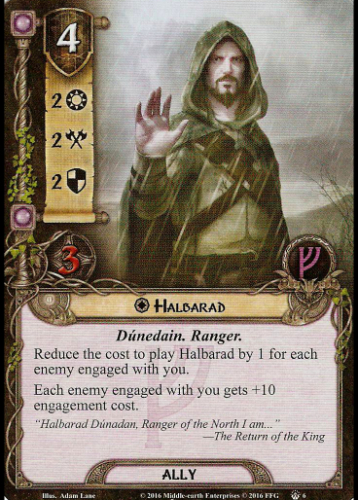 4
2
2
2
3
Halbarad
Dúnedain. Ranger.
Reduce the cost to play Halbarad by 1 for each
enemy engaged with you.
Each enemy engaged with you gets +10
engagement cost.
“Halbarad Dúnadan, Ranger of the North I am...”
—The Return of the King
ALLY
Illus. Adam Lane
© 2016 Middle-earth Enterprises © 2016 FFG
6